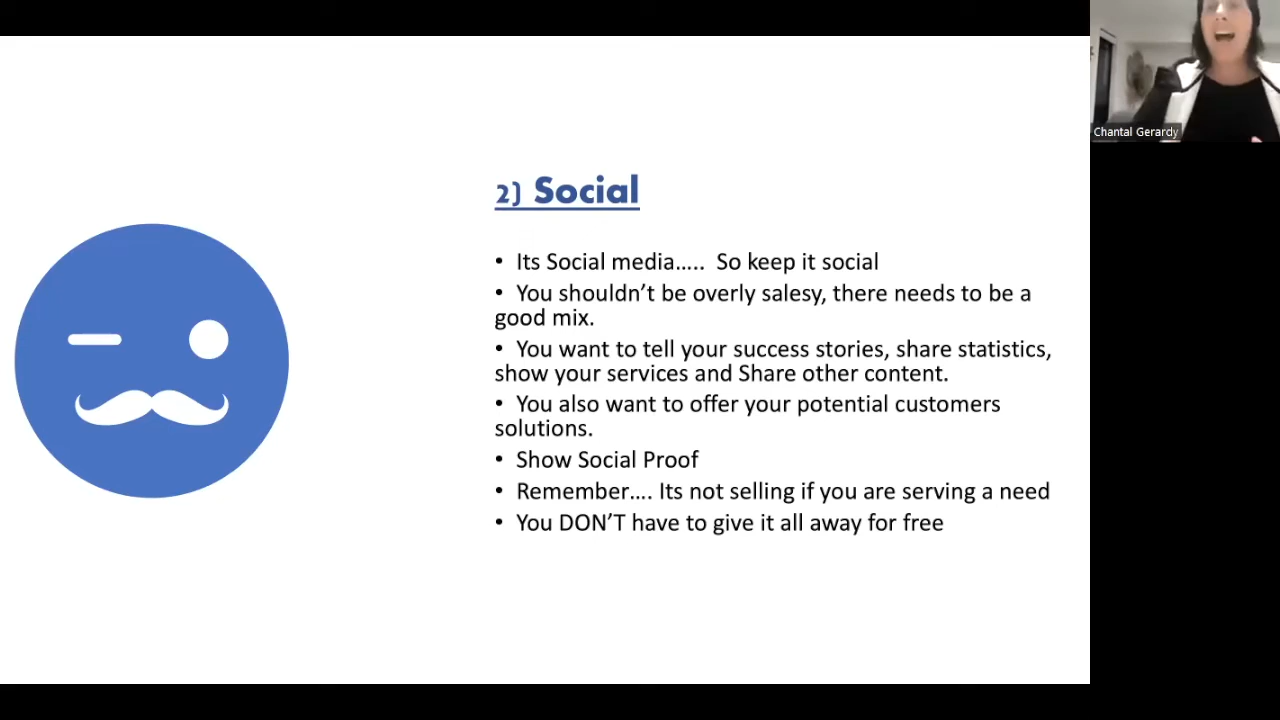 Chantal Gerardy
2) Social
• Its Social media..... So keep it social
• You shouldn't be overly salesy, there needs to be a
good mix.
• You want to tell your success stories, share statistics,
show your services and Share other content.
• You also want to offer your potential customers
solutions.
• Show Social Proof
• Remember.... Its not selling if you are serving a need
• You DON'T have to give it all away for free